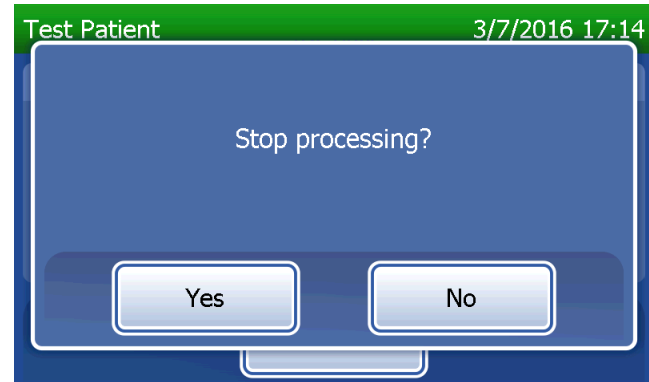 Test Patient 3/7/2016 17:14
Stop processing?
Yes No